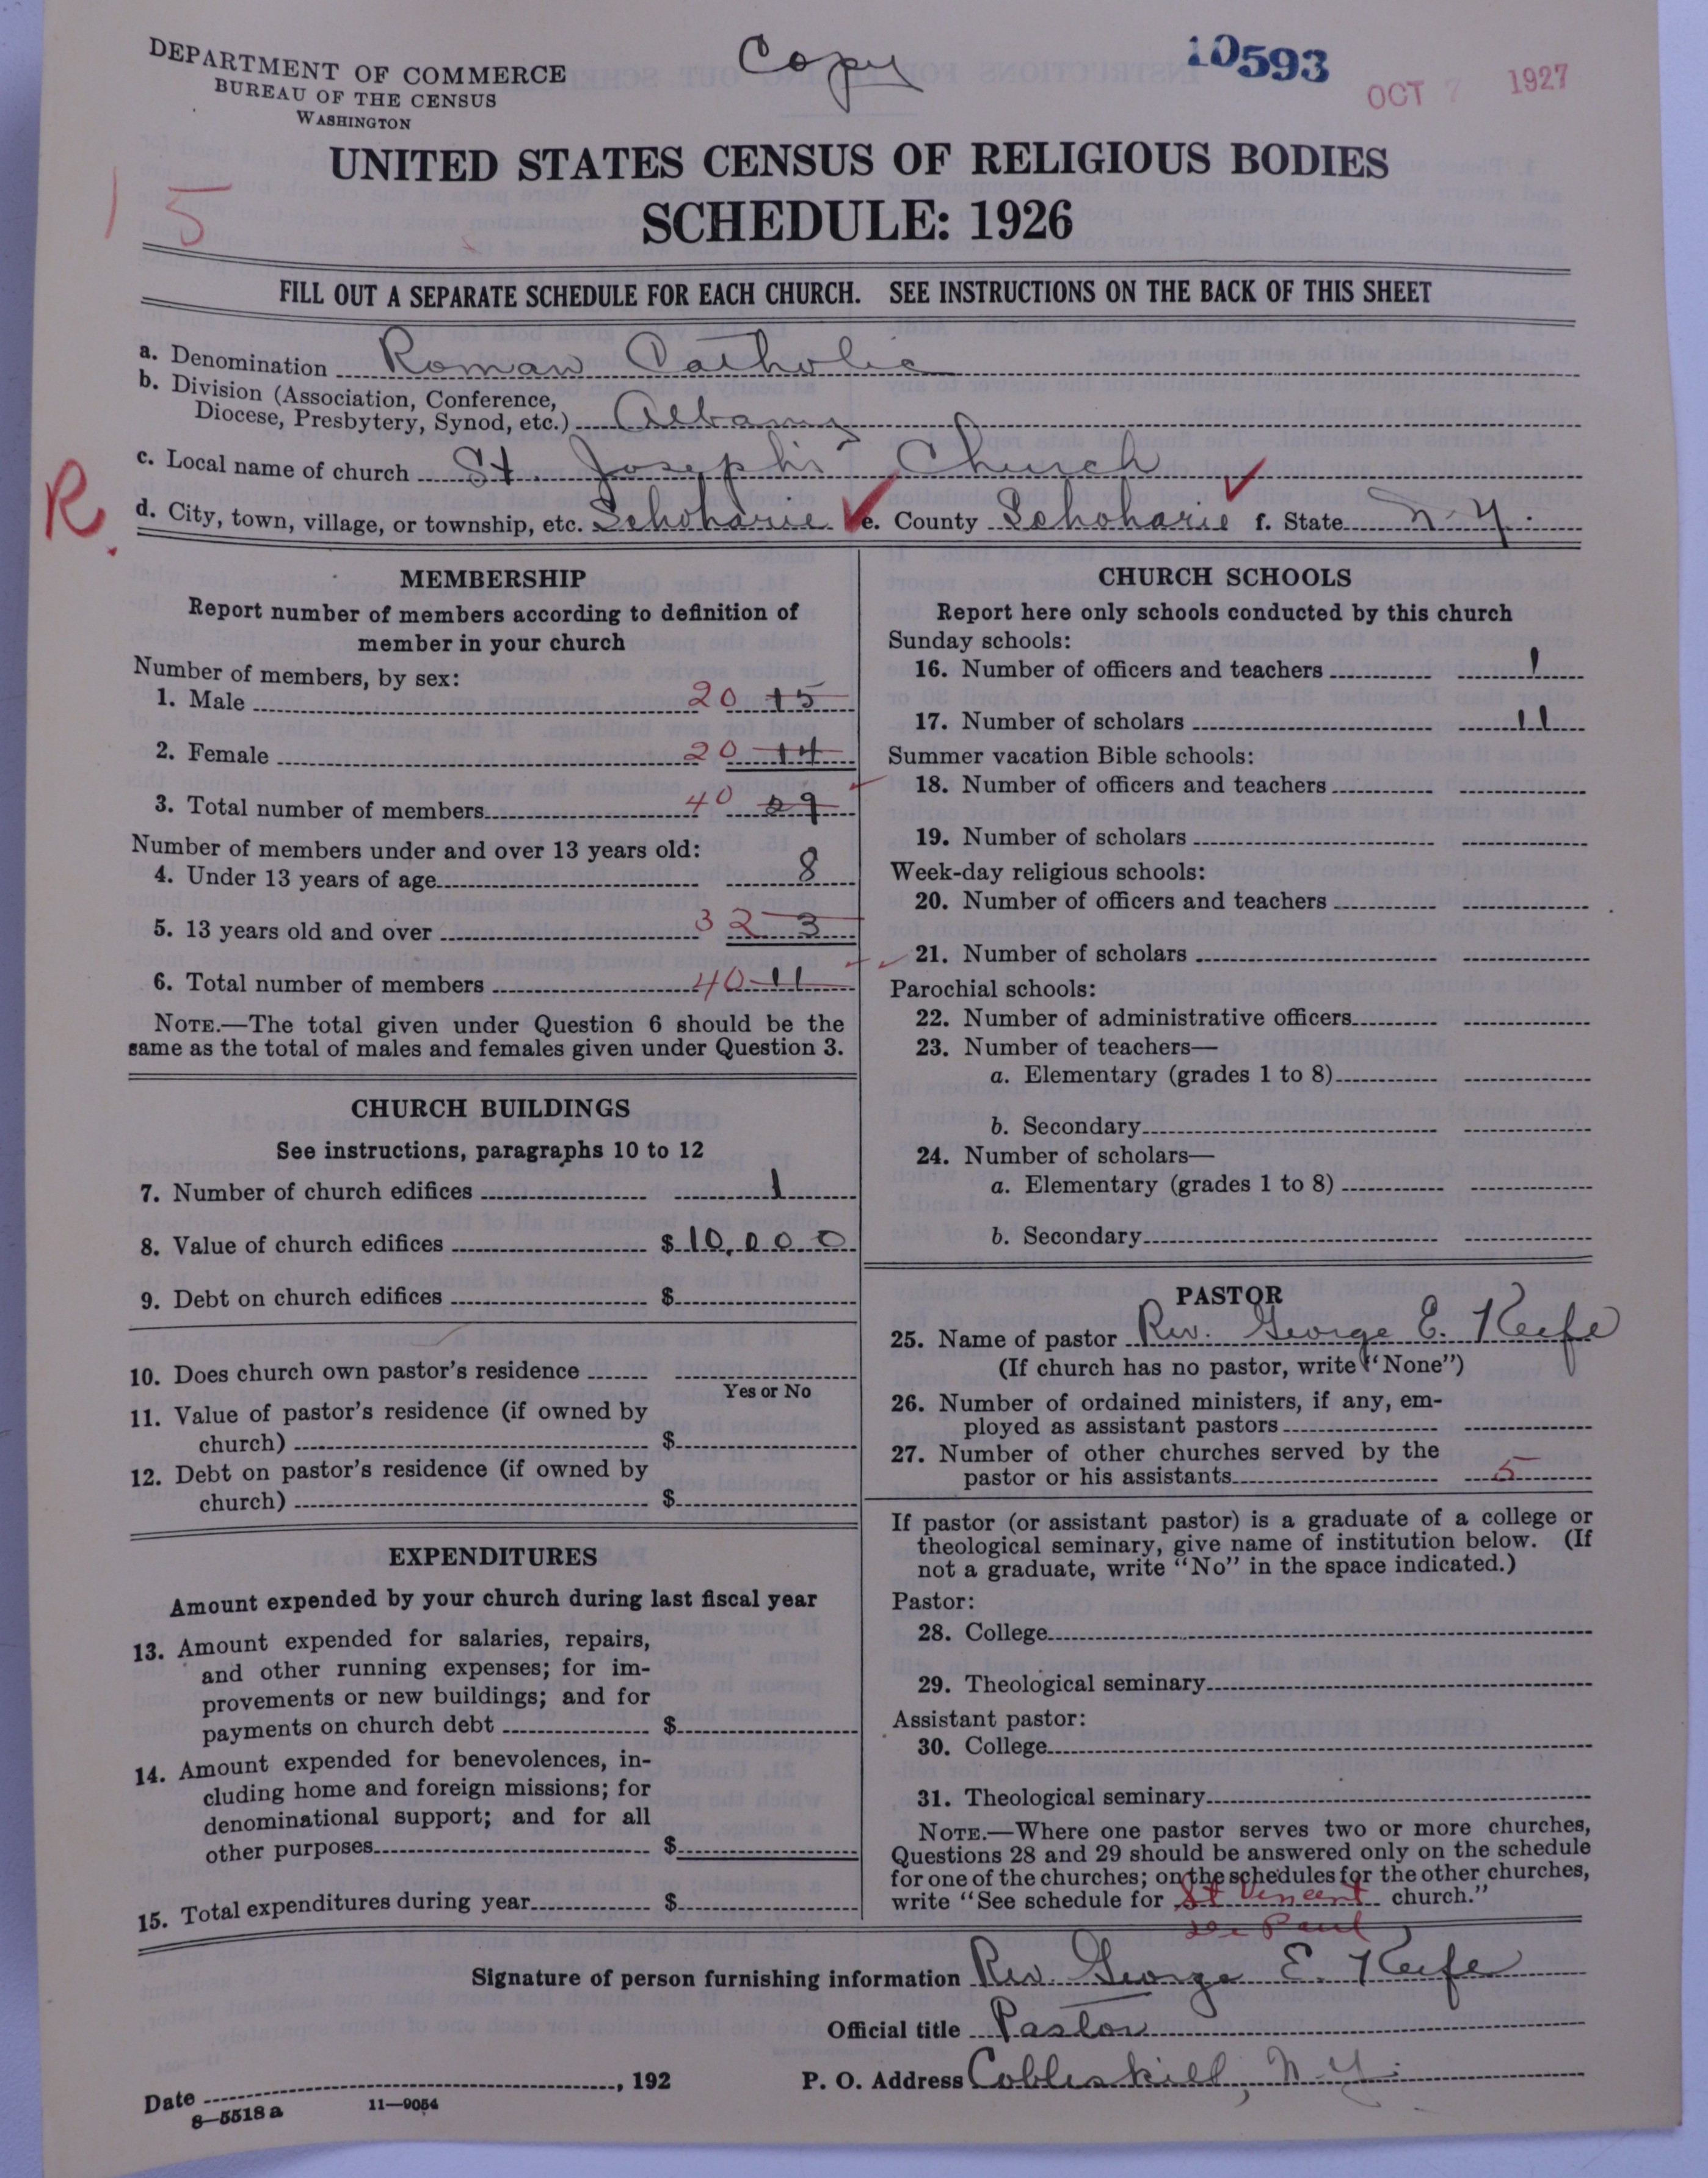 DEPARTMENT OF COMMERCE
BUREAU OF THE CENSUS
WASHINGTON
Copy
10593
OCT 7 1927
UNITED STATES CENSUS OF RELIGIOUS BODIES
SCHEDULE: 1926
15
FILL OUT A SEPARATE SCHEDULE FOR EACH CHURCH. SEE INSTRUCTIONS ON THE BACK OF THIS SHEET
a. Denomination Roman Catholic
b. Division (Association, Conference,
Diocese, Presbytery, Synod, etc.) Albany
c. Local name of church St. Joseph's Church
R.
d. City, town, village, or township, etc. Schoharie e. County Schoharie f. State N.Y.
MEMBERSHIP
Report number of members according to definition of
member in your church
Number of members, by sex:
1. Male 20 15
2. Female 20 14
3. Total number of members 40 29
Number of members under and over 13 years old:
4. Under 13 years of age 8
5. 13 years old and over 32 3
6. Total number of members 40 11
NOTE.—The total given under Question 6 should be the
same as the total of males and females given under Question 3.
CHURCH BUILDINGS
See instructions, paragraphs 10 to 12
7. Number of church edifices 1
8. Value of church edifices $ 10,000
9. Debt on church edifices $
10. Does church own pastor's residence
Yes or No
11. Value of pastor's residence (if owned by
church) $
12. Debt on pastor's residence (if owned by
church) $
EXPENDITURES
Amount expended by your church during last fiscal year
13. Amount expended for salaries, repairs,
and other running expenses; for im-
provements or new buildings; and for
payments on church debt $
14. Amount expended for benevolences, in-
cluding home and foreign missions; for
denominational support; and for all
other purposes $
15. Total expenditures during year $
CHURCH SCHOOLS
Report here only schools conducted by this church
Sunday schools:
16. Number of officers and teachers 1
17. Number of scholars 11
Summer vacation Bible schools:
18. Number of officers and teachers
19. Number of scholars
Week-day religious schools:
20. Number of officers and teachers
21. Number of scholars
Parochial schools:
22. Number of administrative officers
23. Number of teachers—
a. Elementary (grades 1 to 8)
b. Secondary
24. Number of scholars—
a. Elementary (grades 1 to 8)
b. Secondary
PASTOR
25. Name of pastor Rev. George E. Keefe
(If church has no pastor, write "None")
26. Number of ordained ministers, if any, em-
ployed as assistant pastors
27. Number of other churches served by the
pastor or his assistants 5
If pastor (or assistant pastor) is a graduate of a college or
theological seminary, give name of institution below. (If
not a graduate, write "No" in the space indicated.)
Pastor:
28. College
29. Theological seminary
Assistant pastor:
30. College
31. Theological seminary
NOTE.—Where one pastor serves two or more churches,
Questions 28 and 29 should be answered only on the schedule
for one of the churches; on the schedules for the other churches,
write "See schedule for St Vincent church."
de Paul
Signature of person furnishing information Rev. George E. Keefe
Official title Pastor
Date , 192
P. O. Address Cobleskill, N.Y.
8—5518 a
11—9054